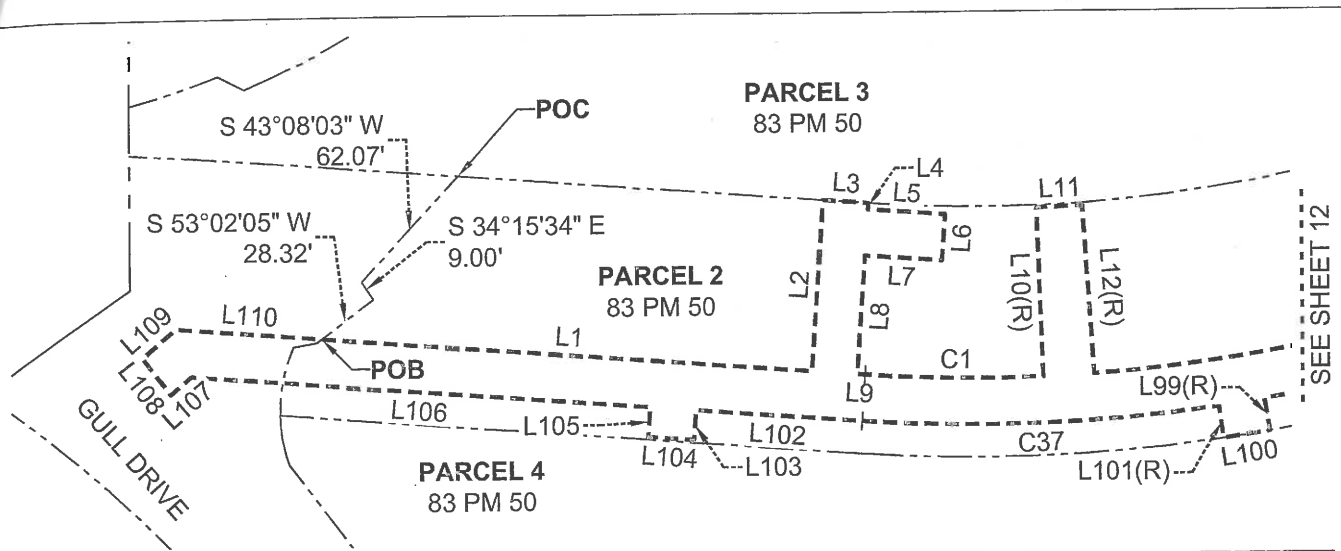 PARCEL 3
83 PM 50
POC
S 43°08'03" W
62.07'
L4
L3
L5
L11
S 53°02'05" W
28.32'
S 34°15'34" E
9.00'
L6
L7
PARCEL 2
83 PM 50
L2
L8
L10(R)
L12(R)
SEE SHEET 12
L109
L110
L1
POB
C1
L9
L99(R)
L108
L107
L106
L105
L104
L103
L102
C37
L101(R)
L100
GULL DRIVE
PARCEL 4
83 PM 50